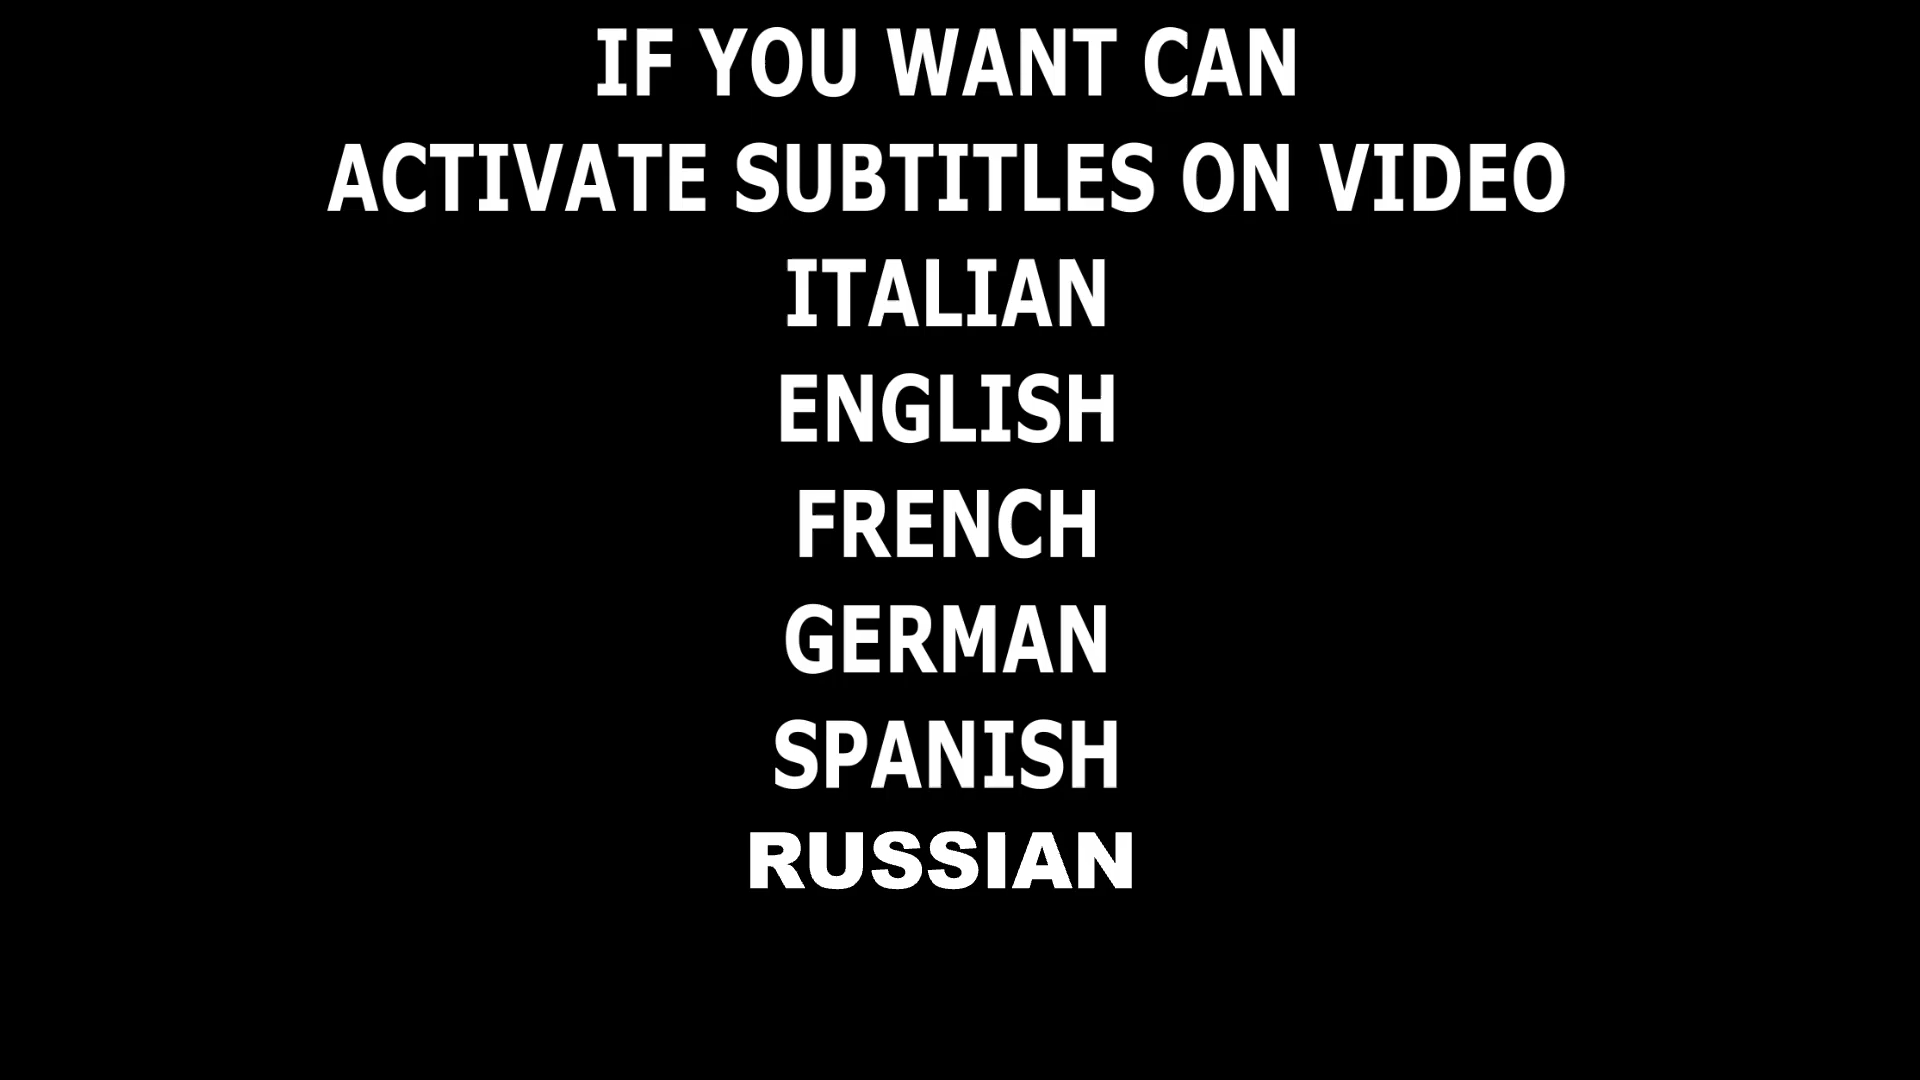 IF YOU WANT CAN
ACTIVATE SUBTITLES ON VIDEO
ITALIAN
ENGLISH
FRENCH
GERMAN
SPANISH
RUSSIAN